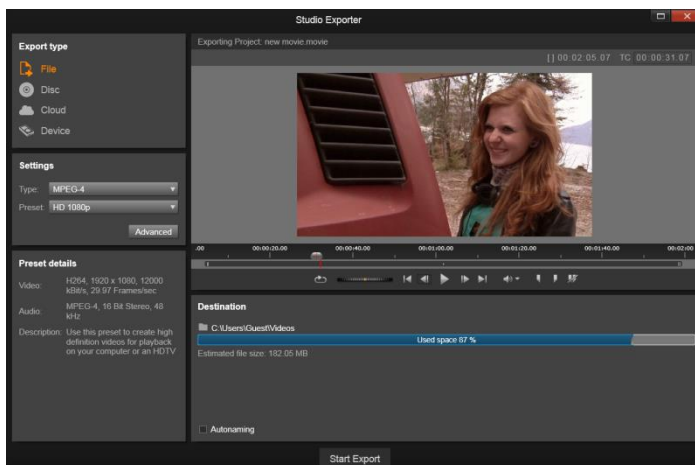 Studio Exporter
Export type
File
Disc
Cloud
Device
Settings
Type: MPEG-4
Preset: HD 1080p
Advanced
Preset details
Video: H264, 1920 x 1080, 12000
kBit/s, 29.97 Frames/sec
Audio: MPEG-4, 16 Bit Stereo, 48
kHz
Description: Use this preset to create high
definition videos for playback
on your computer or an HDTV
Exporting Project: new movie.movie
[] 00:02:05.07 TC 00:00:31.07
.00 00:00:20.00 00:00:40.00 00:01:00.00 00:01:20.00 00:01:40.00 00:02:00
Destination
C:\Users\Guest\Videos
Used space 87 %
Estimated file size: 182.05 MB
Autonaming
Start Export